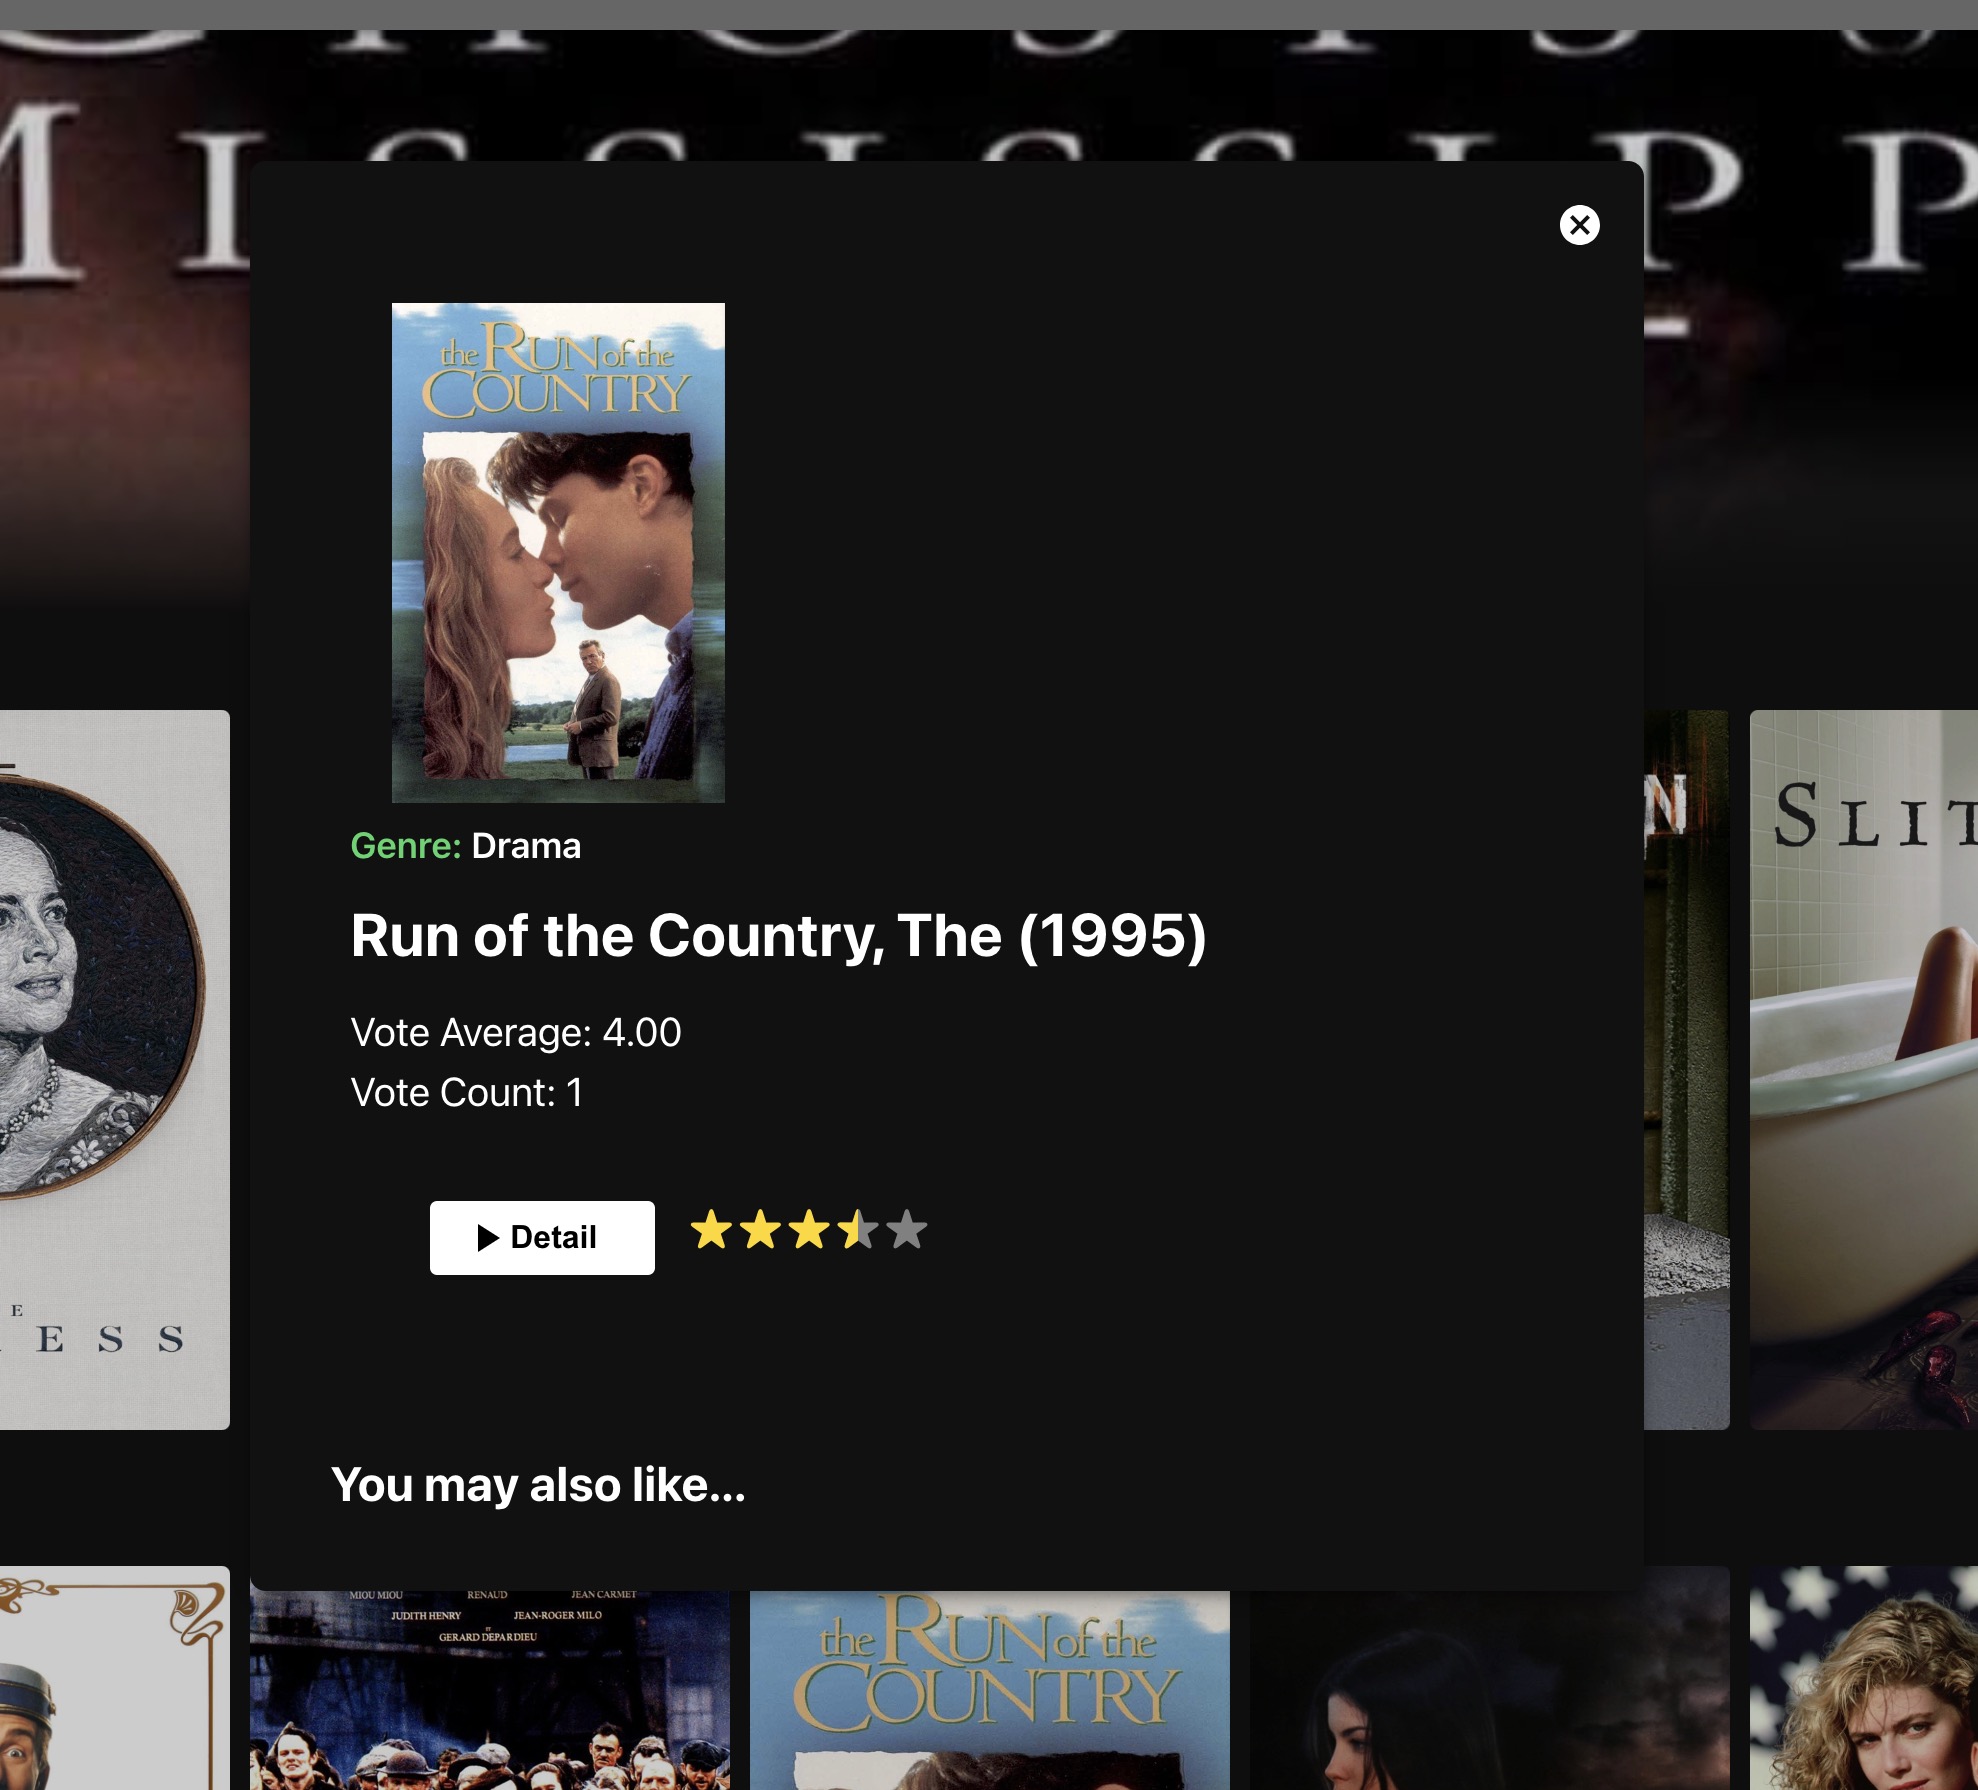 MISSISSIPP
the RUN of the
COUNTRY
Genre: Drama
Run of the Country, The (1995)
Vote Average: 4.00
Vote Count: 1
Detail
You may also like...
N
SLIT
E
ESS
MIOU MIOU RENAUD JEAN CARMET
JUDITH HENRY JEAN-ROGER MILO
ET
GERARD DEPARDIEU
the RUN of the
COUNTRY